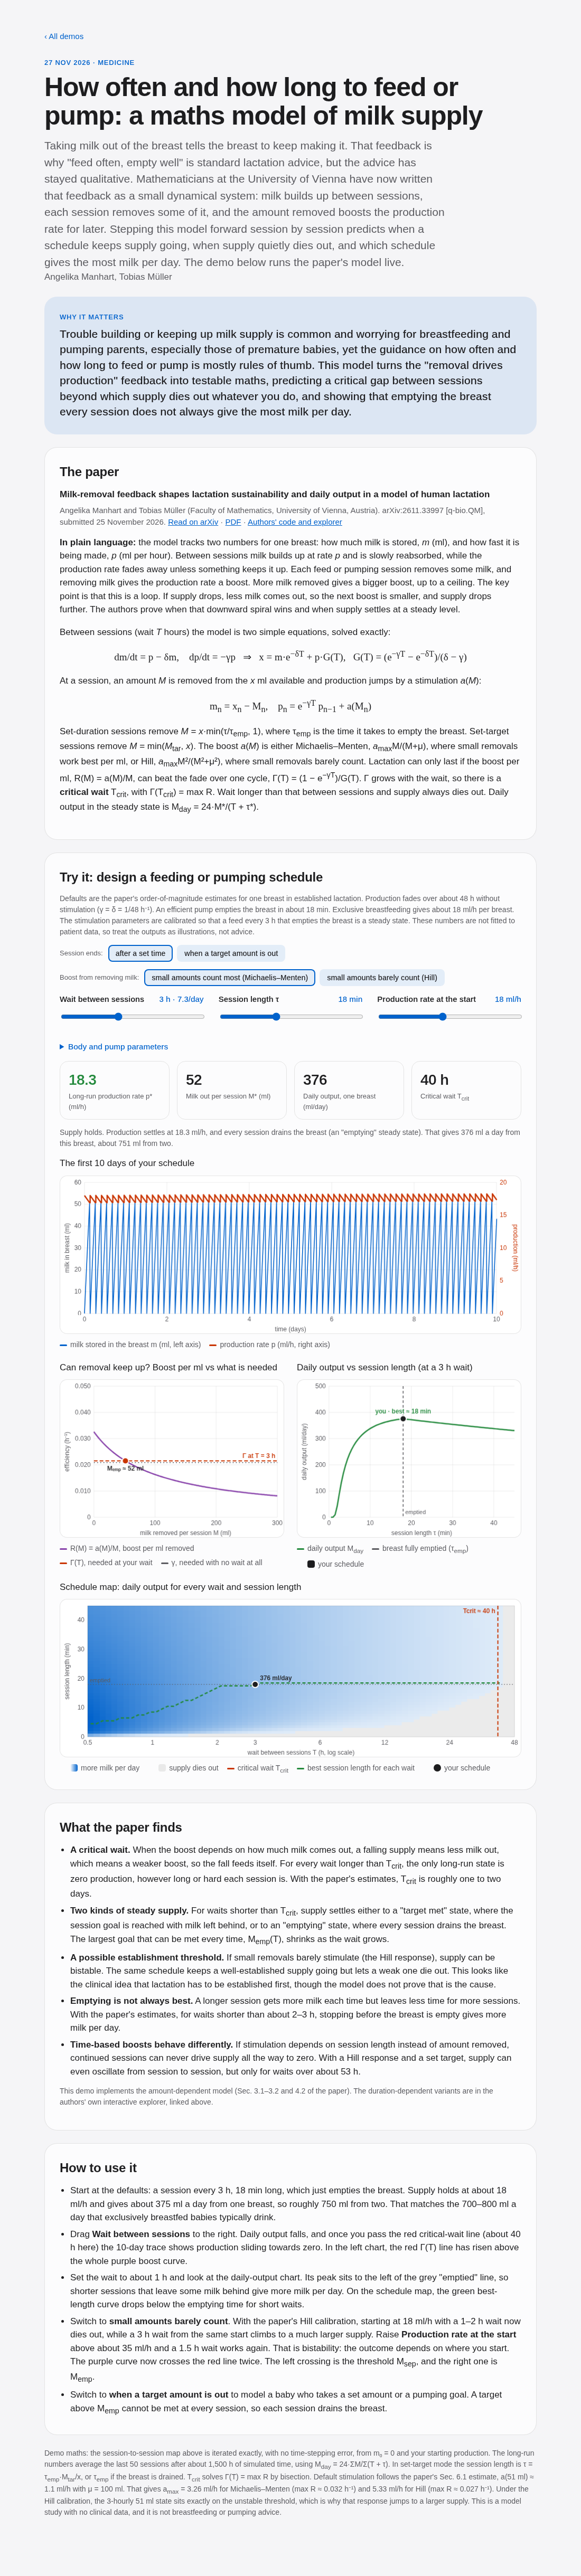 ‹ All demos
27 NOV 2026 · MEDICINE
How often and how long to feed or
pump: a maths model of milk supply
Taking milk out of the breast tells the breast to keep making it. That feedback is
why "feed often, empty well" is standard lactation advice, but the advice has
stayed qualitative. Mathematicians at the University of Vienna have now written
that feedback as a small dynamical system: milk builds up between sessions,
each session removes some of it, and the amount removed boosts the production
rate for later. Stepping this model forward session by session predicts when a
schedule keeps supply going, when supply quietly dies out, and which schedule
gives the most milk per day. The demo below runs the paper's model live.
Angelika Manhart, Tobias Müller
WHY IT MATTERS
Trouble building or keeping up milk supply is common and worrying for breastfeeding and
pumping parents, especially those of premature babies, yet the guidance on how often and
how long to feed or pump is mostly rules of thumb. This model turns the "removal drives
production" feedback into testable maths, predicting a critical gap between sessions
beyond which supply dies out whatever you do, and showing that emptying the breast
every session does not always give the most milk per day.
The paper
Milk-removal feedback shapes lactation sustainability and daily output in a model of human lactation
Angelika Manhart and Tobias Müller (Faculty of Mathematics, University of Vienna, Austria). arXiv:2611.33997 [q-bio.QM],
submitted 25 November 2026. Read on arXiv · PDF · Authors' code and explorer
In plain language: the model tracks two numbers for one breast: how much milk is stored, m (ml), and how fast it is
being made, p (ml per hour). Between sessions milk builds up at rate p and is slowly reabsorbed, while the
production rate fades away unless something keeps it up. Each feed or pumping session removes some milk, and
removing milk gives the production rate a boost. More milk removed gives a bigger boost, up to a ceiling. The key
point is that this is a loop. If supply drops, less milk comes out, so the next boost is smaller, and supply drops
further. The authors prove when that downward spiral wins and when supply settles at a steady level.
Between sessions (wait T hours) the model is two simple equations, solved exactly:
dm/dt = p − δm, dp/dt = −γp ⇒ x = m·e^−δT + p·G(T), G(T) = (e^−γT − e^−δT)/(δ − γ)
At a session, an amount M is removed from the x ml available and production jumps by a stimulation a(M):
m_n = x_n − M_n, p_n = e^−γT p_n−1 + a(M_n)
Set-duration sessions remove M = x·min(τ/τ_emp, 1), where τ_emp is the time it takes to empty the breast. Set-target
sessions remove M = min(M_tar, x). The boost a(M) is either Michaelis–Menten, a_max M/(M+μ), where small removals
work best per ml, or Hill, a_max M²/(M²+μ²), where small removals barely count. Lactation can only last if the boost per
ml, R(M) = a(M)/M, can beat the fade over one cycle, Γ(T) = (1 − e^−γT)/G(T). Γ grows with the wait, so there is a
critical wait T_crit, with Γ(T_crit) = max R. Wait longer than that between sessions and supply always dies out. Daily
output in the steady state is M_day = 24·M*/(T + τ*).
Try it: design a feeding or pumping schedule
Defaults are the paper's order-of-magnitude estimates for one breast in established lactation. Production fades over about 48 h without
stimulation (γ = δ = 1/48 h⁻¹). An efficient pump empties the breast in about 18 min. Exclusive breastfeeding gives about 18 ml/h per breast.
The stimulation parameters are calibrated so that a feed every 3 h that empties the breast is a steady state. These numbers are not fitted to
patient data, so treat the outputs as illustrations, not advice.
Session ends: after a set time when a target amount is out
Boost from removing milk: small amounts count most (Michaelis–Menten) small amounts barely count (Hill)
Wait between sessions 3 h · 7.3/day Session length τ 18 min Production rate at the start 18 ml/h
▶ Body and pump parameters
18.3 52 376 40 h
Long-run production rate p* (ml/h) Milk out per session M* (ml) Daily output, one breast (ml/day) Critical wait T_crit
Supply holds. Production settles at 18.3 ml/h, and every session drains the breast (an "emptying" steady state). That gives 376 ml a day from
this breast, about 751 ml from two.
The first 10 days of your schedule
60 50 40 30 20 10 0
milk in breast (ml)
20 15 10 5 0
production (ml/h)
0 2 4 6 8 10
time (days)
milk stored in the breast m (ml, left axis) production rate p (ml/h, right axis)
Can removal keep up? Boost per ml vs what is needed
0.050 0.040 0.030 0.020 0.010 0
efficiency (h⁻¹)
Γ at T = 3 h
M_emp = 52 ml
0 100 200 300
milk removed per session M (ml)
R(M) = a(M)/M, boost per ml removed
Γ(T), needed at your wait γ, needed with no wait at all
Daily output vs session length (at a 3 h wait)
500 400 300 200 100 0
daily output (ml/day)
you · best ≈ 18 min
emptied
0 10 20 30 40
session length τ (min)
daily output M_day breast fully emptied (τ_emp)
your schedule
Schedule map: daily output for every wait and session length
40 30 20 10 0
session length (min)
Tcrit = 40 h
376 ml/day
0.5 1 2 3 6 12 24 48
wait between sessions T (h, log scale)
more milk per day supply dies out critical wait T_crit best session length for each wait your schedule
What the paper finds
• A critical wait. When the boost depends on how much milk comes out, a falling supply means less milk out,
which means a weaker boost, so the fall feeds itself. For every wait longer than T_crit, the only long-run state is
zero production, however long or hard each session is. With the paper's estimates, T_crit is roughly one to two
days.
• Two kinds of steady supply. For waits shorter than T_crit, supply settles either to a "target met" state, where the
session goal is reached with milk left behind, or to an "emptying" state, where every session drains the breast.
The largest goal that can be met every time, M_emp(T), shrinks as the wait grows.
• A possible establishment threshold. If small removals barely stimulate (the Hill response), supply can be
bistable. The same schedule keeps a well-established supply going but lets a weak one die out. This looks like
the clinical idea that lactation has to be established first, though the model does not prove that is the cause.
• Emptying is not always best. A longer session gets more milk each time but leaves less time for more sessions.
With the paper's estimates, for waits shorter than about 2–3 h, stopping before the breast is empty gives more
milk per day.
• Time-based boosts behave differently. If stimulation depends on session length instead of amount removed,
continued sessions can never drive supply all the way to zero. With a Hill response and a set target, supply can
even oscillate from session to session, but only for waits over about 53 h.
This demo implements the amount-dependent model (Sec. 3.1–3.2 and 4.2 of the paper). The duration-dependent variants are in the
authors' own interactive explorer, linked above.
How to use it
• Start at the defaults: a session every 3 h, 18 min long, which just empties the breast. Supply holds at about 18
ml/h and gives about 375 ml a day from one breast, so roughly 750 ml from two. That matches the 700–800 ml a
day that exclusively breastfed babies typically drink.
• Drag Wait between sessions to the right. Daily output falls, and once you pass the red critical-wait line (about 40
h here) the 10-day trace shows production sliding towards zero. In the left chart, the red Γ(T) line has risen above
the whole purple boost curve.
• Set the wait to about 1 h and look at the daily-output chart. Its peak sits to the left of the grey "emptied" line, so
shorter sessions that leave some milk behind give more milk per day. On the schedule map, the green best-
length curve drops below the emptying time for short waits.
• Switch to small amounts barely count. With the paper's Hill calibration, starting at 18 ml/h with a 1–2 h wait now
dies out, while a 3 h wait from the same start climbs to a much larger supply. Raise Production rate at the start
above about 35 ml/h and a 1.5 h wait works again. That is bistability: the outcome depends on where you start.
The purple curve now crosses the red line twice. The left crossing is the threshold M_sep, and the right one is
M_emp.
• Switch to when a target amount is out to model a baby who takes a set amount or a pumping goal. A target
above M_emp cannot be met at every session, so each session drains the breast.
Demo maths: the session-to-session map above is iterated exactly, with no time-stepping error, from m₀ = 0 and your starting production. The long-run
numbers average the last 50 sessions after about 1,500 h of simulated time, using M_day = 24·ΣM/Σ(T + τ). In set-target mode the session length is τ =
τ_emp·M_tar/x, or τ_emp if the breast is drained. T_crit solves Γ(T) = max R by bisection. Default stimulation follows the paper's Sec. 6.1 estimate, a(51 ml) ≈
1.1 ml/h with μ = 100 ml. That gives a_max = 3.26 ml/h for Michaelis–Menten (max R ≈ 0.032 h⁻¹) and 5.33 ml/h for Hill (max R ≈ 0.027 h⁻¹). Under the
Hill calibration, the 3-hourly 51 ml state sits exactly on the unstable threshold, which is why that response jumps to a larger supply. This is a model
study with no clinical data, and it is not breastfeeding or pumping advice.